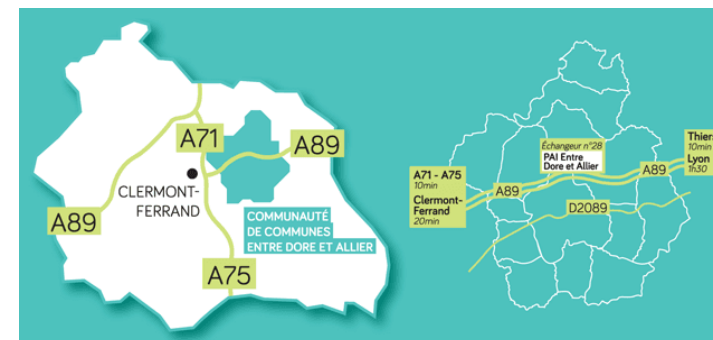 A71
A89
CLERMONT-
FERRAND
A89
COMMUNAUTÉ
DE COMMUNES
ENTRE DORE ET ALLIER
A75
Échangeur n°28
PAI Entre
Dore et Allier
Thiers
10min
Lyon
1h30
A71 - A75
10min
Clermont-
Ferrand
20min
A89
A89
D2089